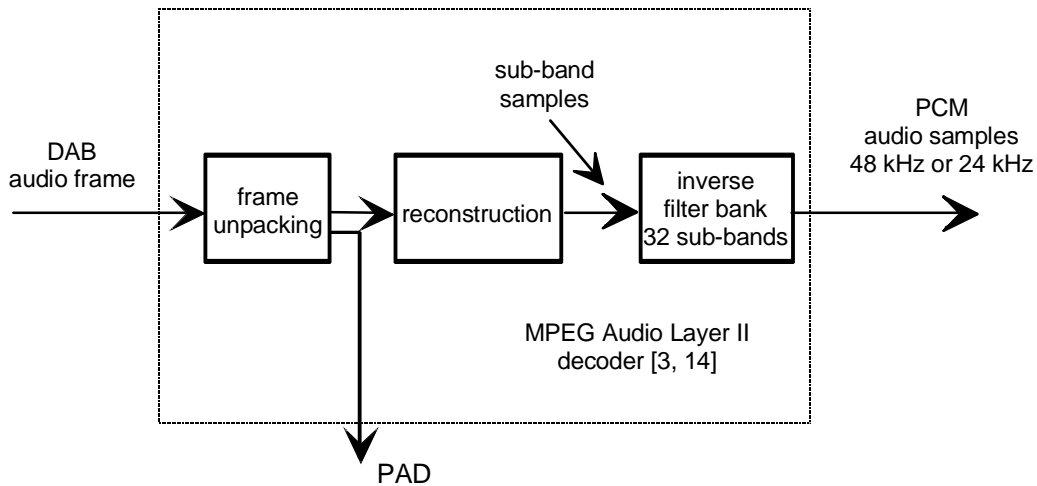 DAB
audio frame
frame
unpacking
reconstruction
sub-band
samples
inverse
filter bank
32 sub-bands
PCM
audio samples
48 kHz or 24 kHz
MPEG Audio Layer II
decoder [3, 14]
PAD